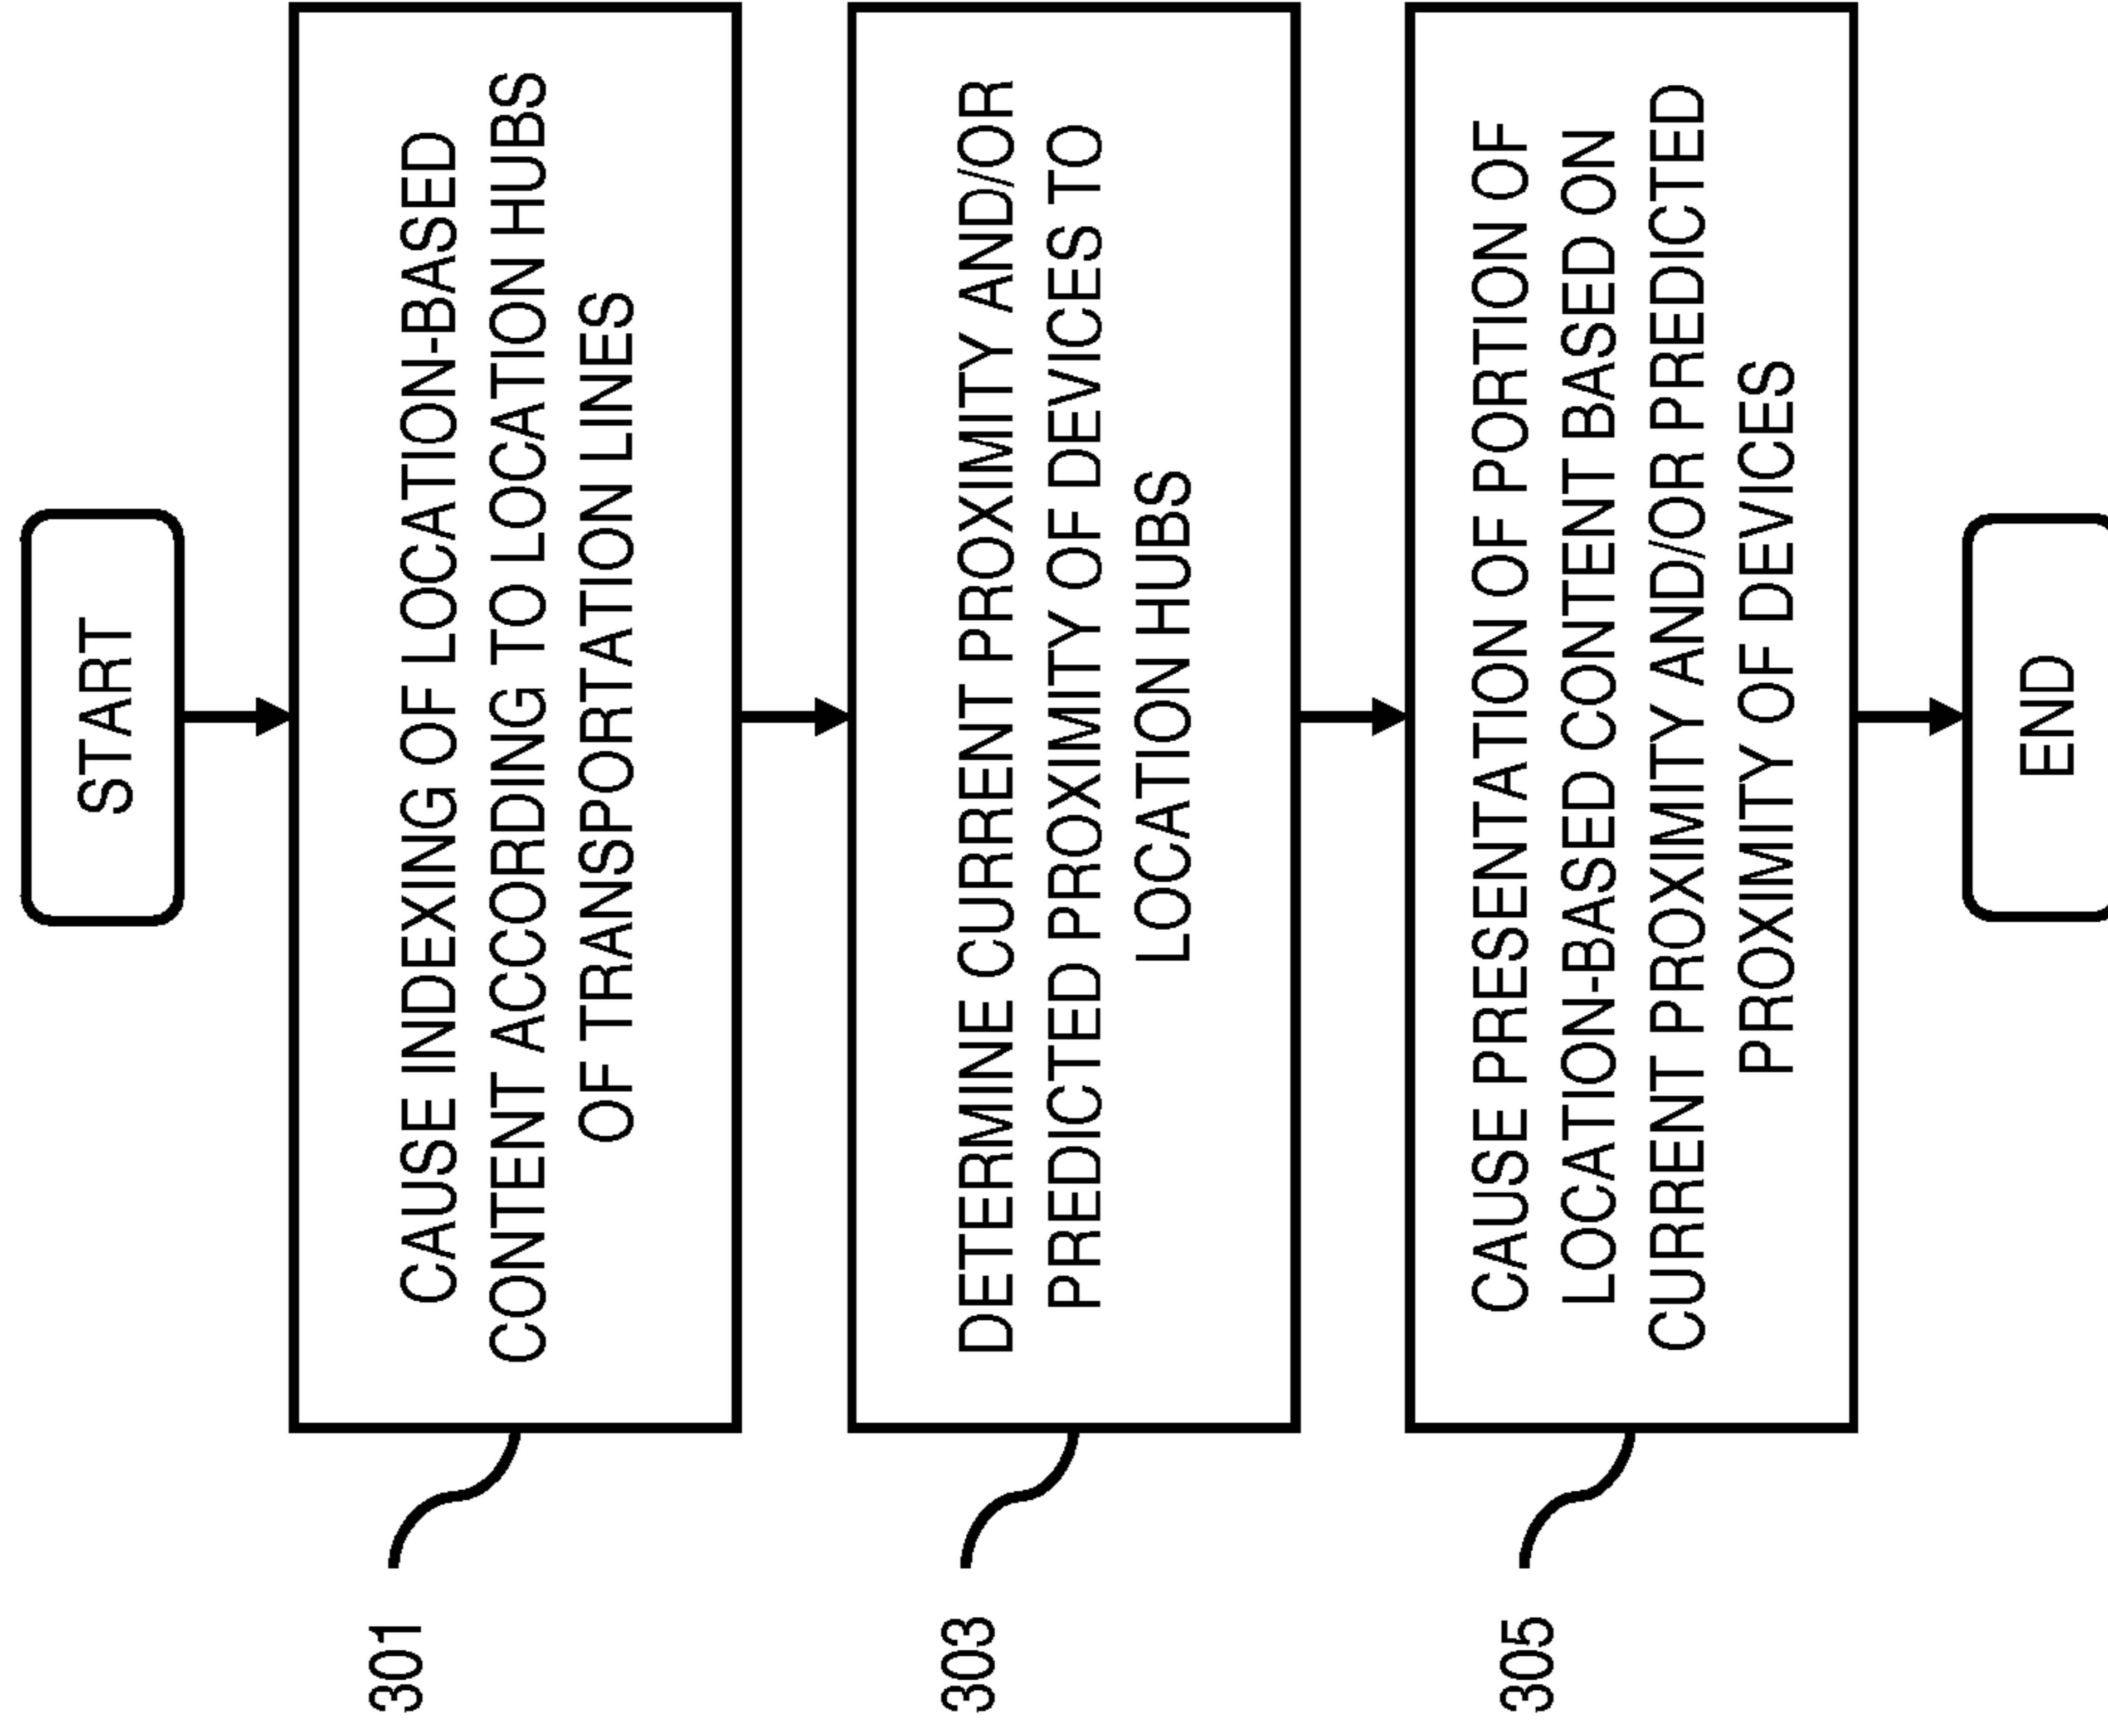 START
301
CAUSE INDEXING OF LOCATION-BASED
CONTENT ACCORDING TO LOCATION HUBS
OF TRANSPORTATION LINES
303
DETERMINE CURRENT PROXIMITY AND/OR
PREDICTED PROXIMITY OF DEVICES TO
LOCATION HUBS
305
CAUSE PRESENTATION OF PORTION OF
LOCATION-BASED CONTENT BASED ON
CURRENT PROXIMITY AND/OR PREDICTED
PROXIMITY OF DEVICES
END